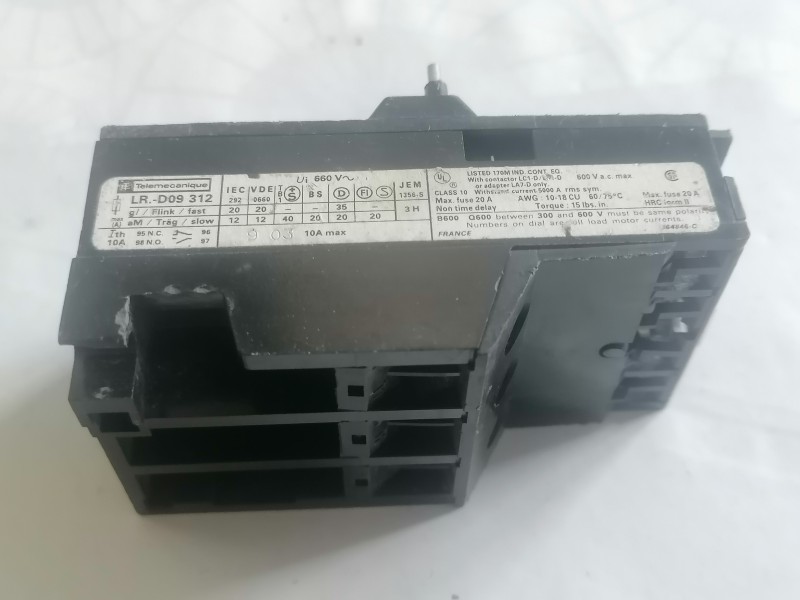 Telemecanique
LR1-D09 312
IEC VDE
292 0660
Ui 660 V~
BS D FI S
JEM
1256-S
gI / Flink / fast 20 20 – – 35 – –
aM / Träg / slow 12 12 40 20 20 20
3 H
Ith 95 N.C. 96
10A 98 N.O. 97
9 03 10A max
UL
LISTED 170M IND. CONT. EQ.
With contactor LC1-D/LR1-D 600 V a.c. max
or adapter LA7-D only.
CLASS 10 Withstand current 5000 A rms sym.
Max. fuse 20 A AWG : 10-18 CU 60/75°C Max. fuse 20 A
Non time delay Torque : 15 lbs. in. HRC form II
B600 Q600 between 300 and 600 V must be same polarity
Numbers on dial are full load motor currents.
FRANCE